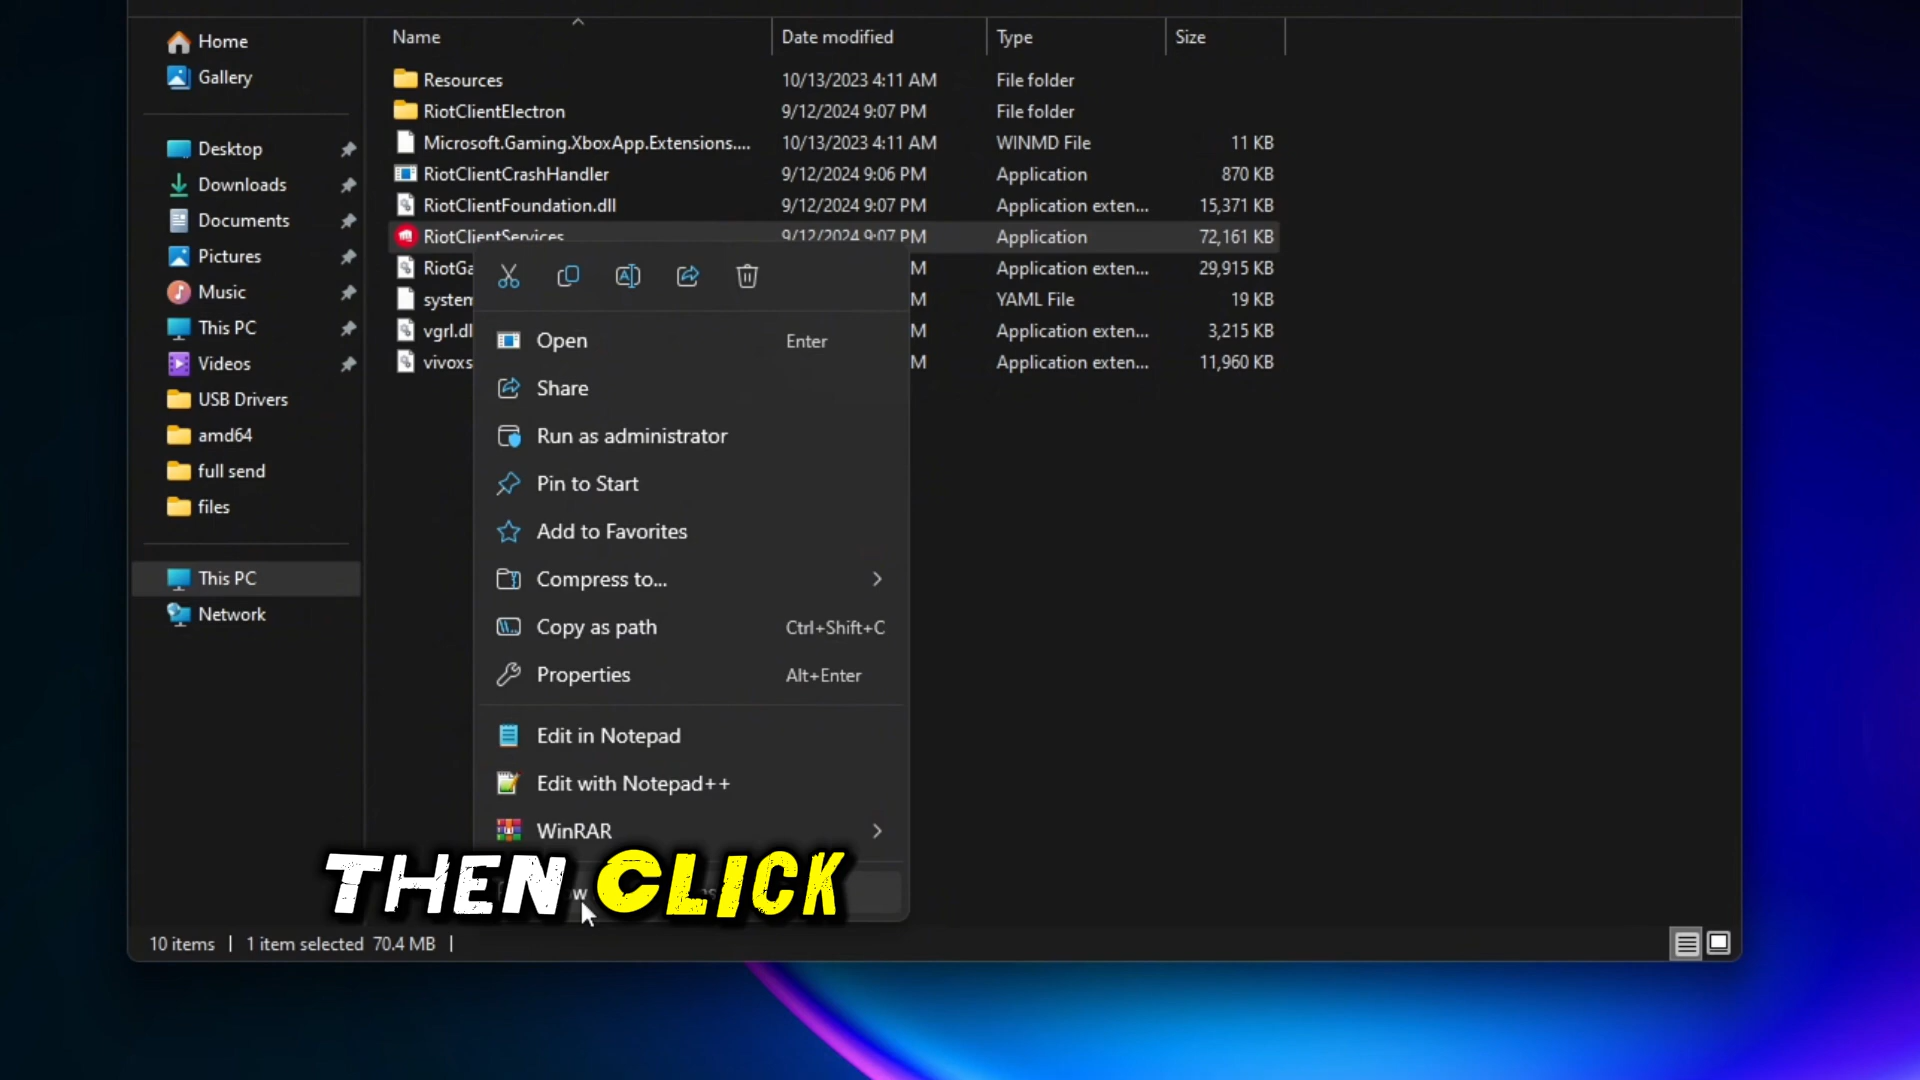 Name
Date modified
Type
Size
Home
Gallery
Desktop
Downloads
Documents
Pictures
Music
This PC
Videos
USB Drivers
amd64
full send
files
This PC
Network
Resources 10/13/2023 4:11 AM File folder
RiotClientElectron 9/12/2024 9:07 PM File folder
Microsoft.Gaming.XboxApp.Extensions.... 10/13/2023 4:11 AM WINMD File 11 KB
RiotClientCrashHandler 9/12/2024 9:06 PM Application 870 KB
RiotClientFoundation.dll 9/12/2024 9:07 PM Application exten... 15,371 KB
RiotClientServices 9/12/2024 9:07 PM Application 72,161 KB
RiotGa M Application exten... 29,915 KB
system M YAML File 19 KB
vgrl.dl M Application exten... 3,215 KB
vivoxs M Application exten... 11,960 KB
Open Enter
Share
Run as administrator
Pin to Start
Add to Favorites
Compress to...
Copy as path Ctrl+Shift+C
Properties Alt+Enter
Edit in Notepad
Edit with Notepad++
WinRAR
THEN CLICK
10 items | 1 item selected 70.4 MB |